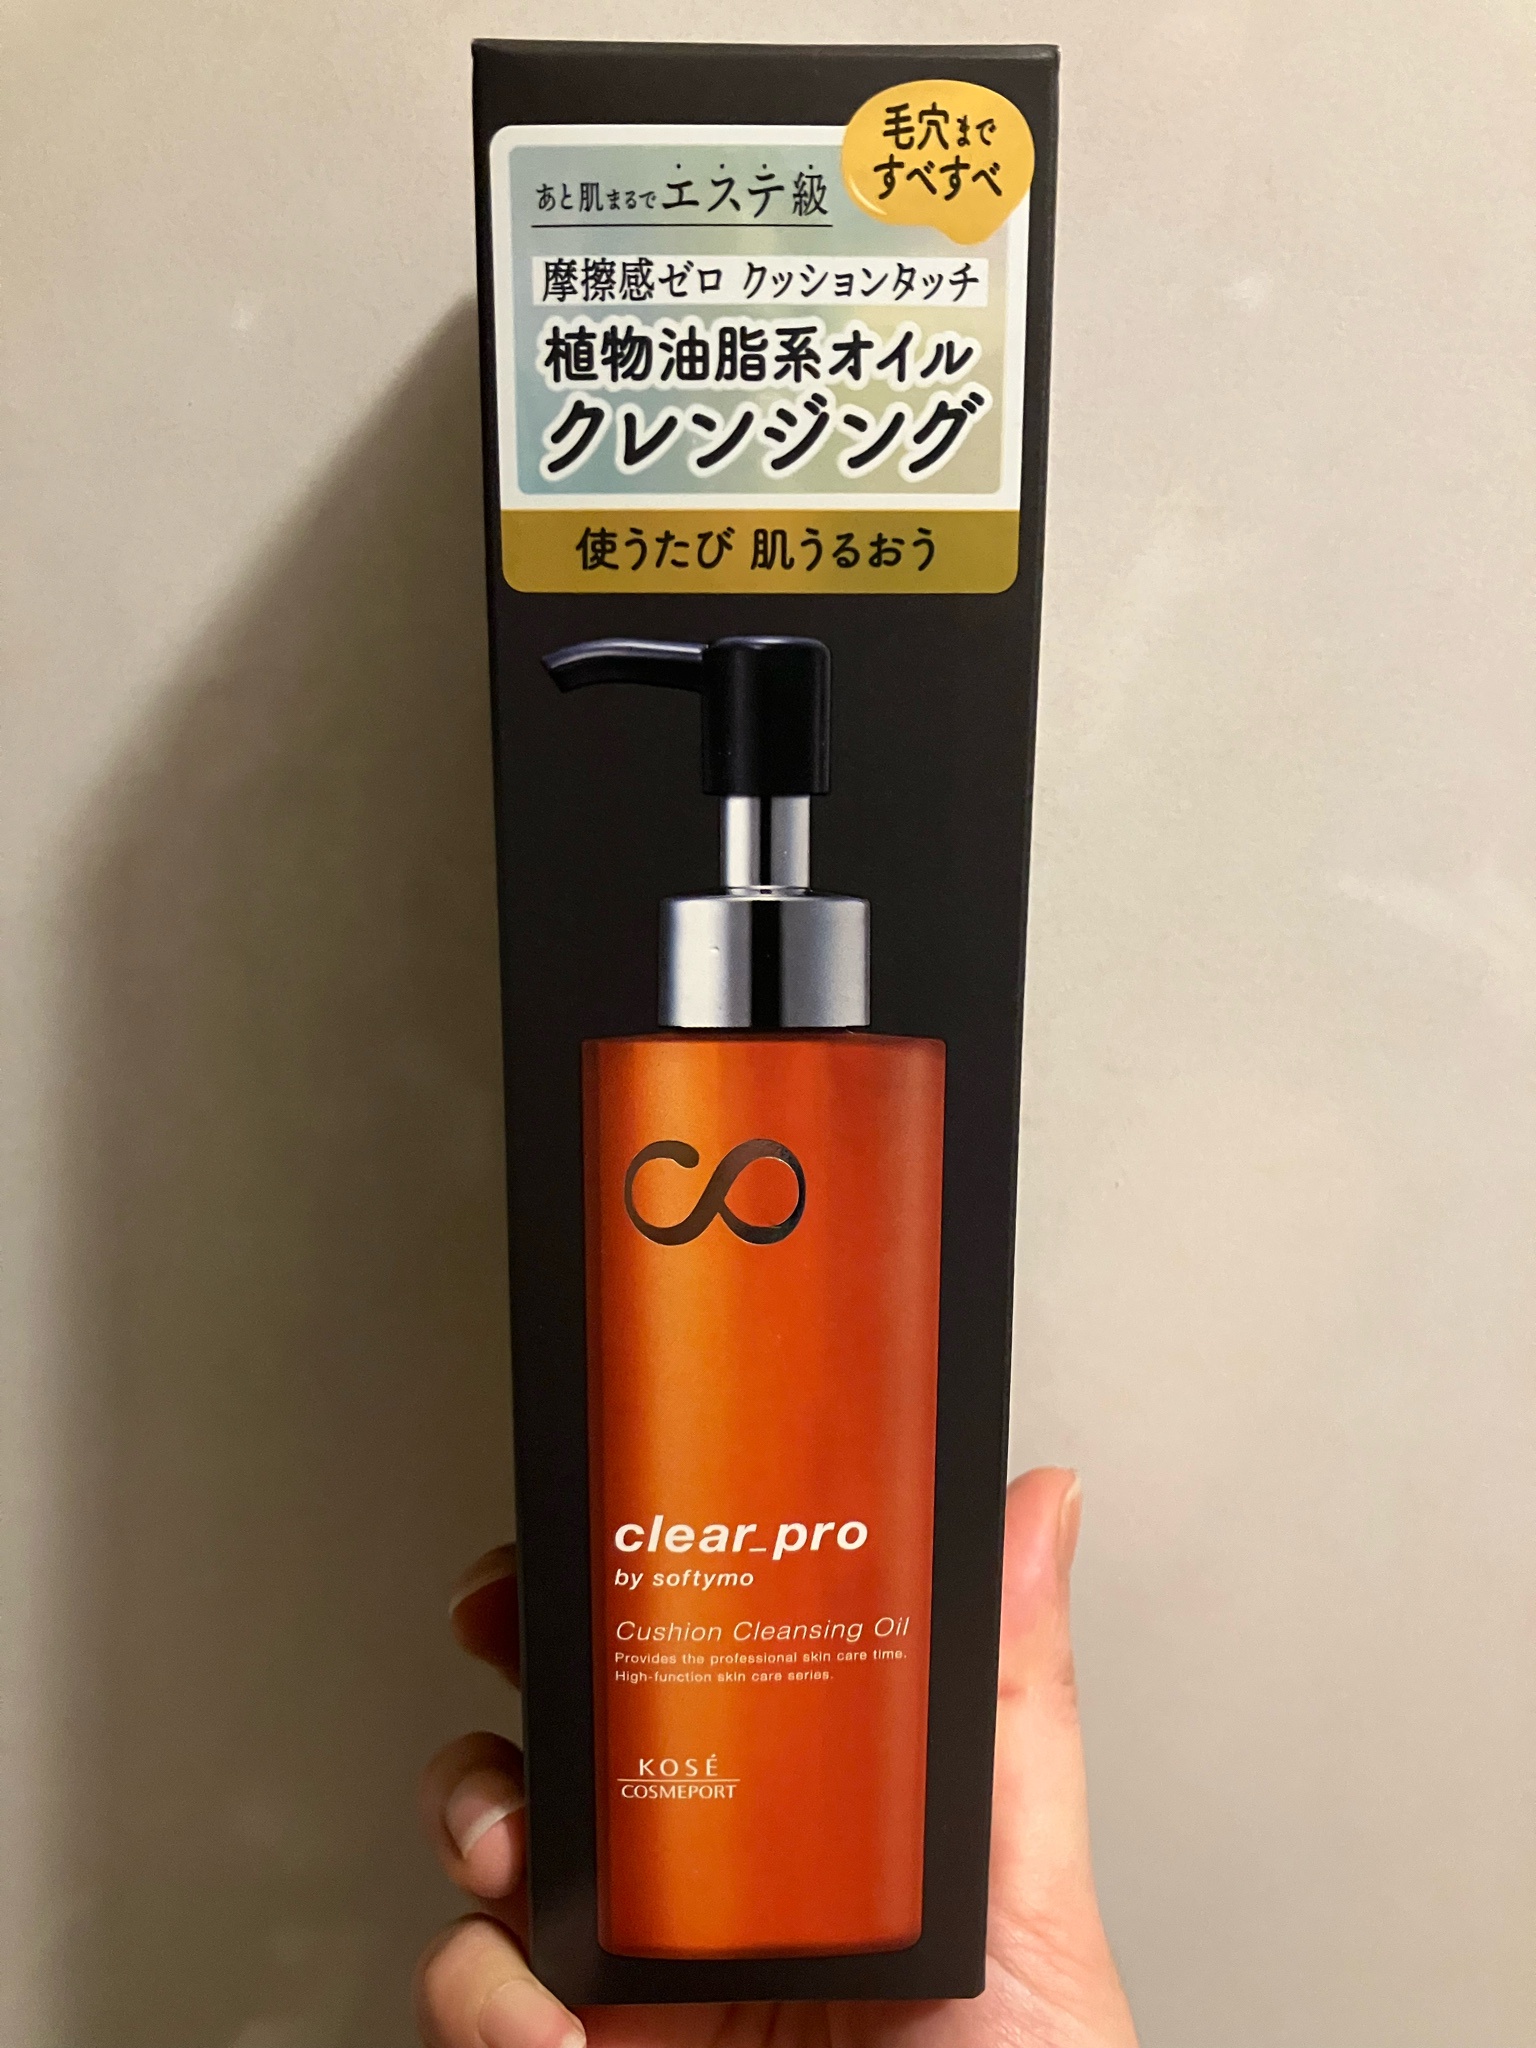 毛穴まで
すべすべ
あと肌まるでエステ級
摩擦感ゼロ クッションタッチ
植物油脂系オイル
クレンジング
使うたび 肌うるおう
clear_pro
by softymo
Cushion Cleansing Oil
Provides the professional skin care time.
High-function skin care series.
KOSÉ
COSMEPORT